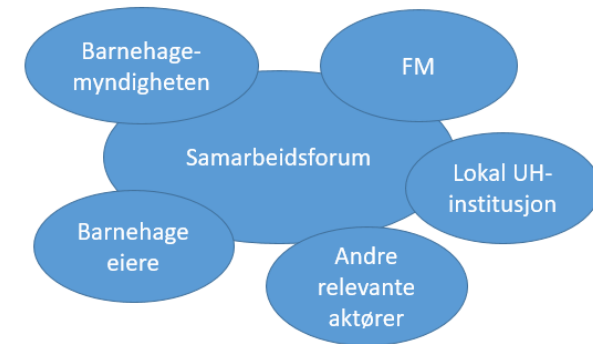 Barnehage-
myndigheten
FM
Samarbeidsforum
Lokal UH-
institusjon
Barnehage
eiere
Andre
relevante
aktører